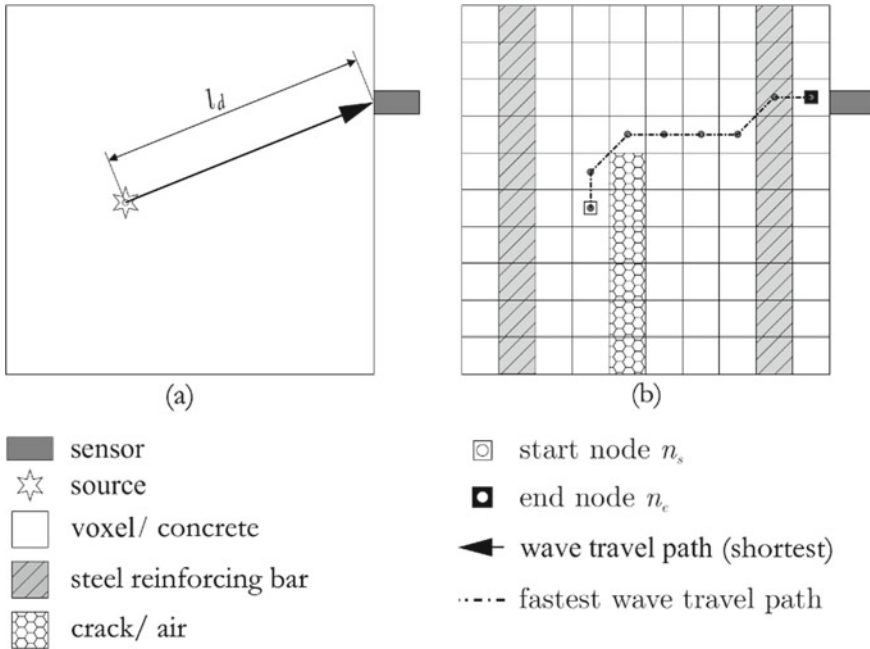 l_d
(a)
(b)
sensor
source
voxel/ concrete
steel reinforcing bar
crack/ air
start node n_s
end node n_e
wave travel path (shortest)
fastest wave travel path